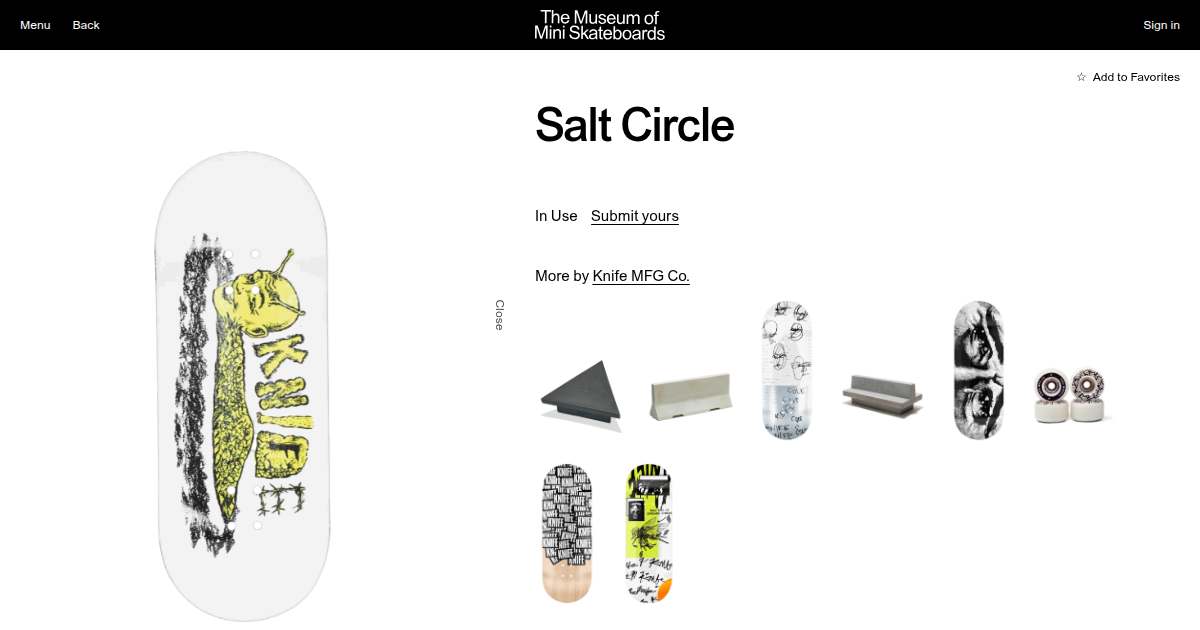 Menu
Back
The Museum of
Mini Skateboards
Sign in
☆ Add to Favorites
Salt Circle
In Use
Submit yours
More by Knife MFG Co.
Close
KNIFE